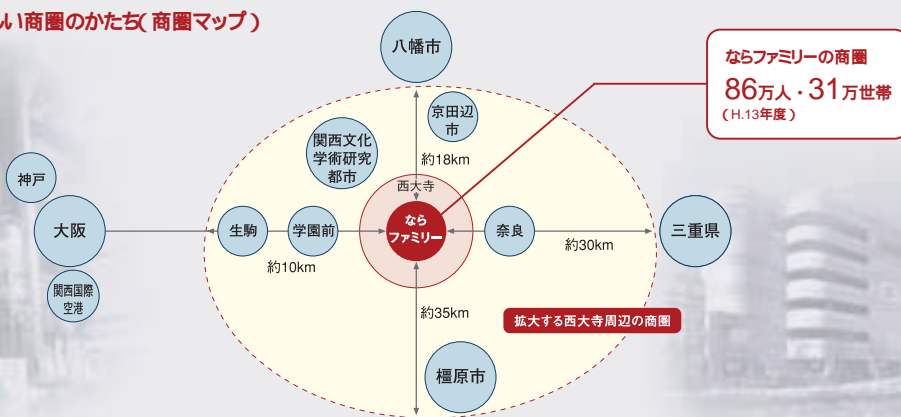 い商圏のかたち(商圏マップ)
八幡市
ならファミリーの商圏
86万人・31万世帯
(H.13年度)
京田辺
市
関西文化
学術研究
都市
約18km
神戸
西大寺
大阪
生駒
学園前
なら
ファミリー
奈良
三重県
約30km
約10km
関西国際
空港
約35km
拡大する西大寺周辺の商圏
橿原市